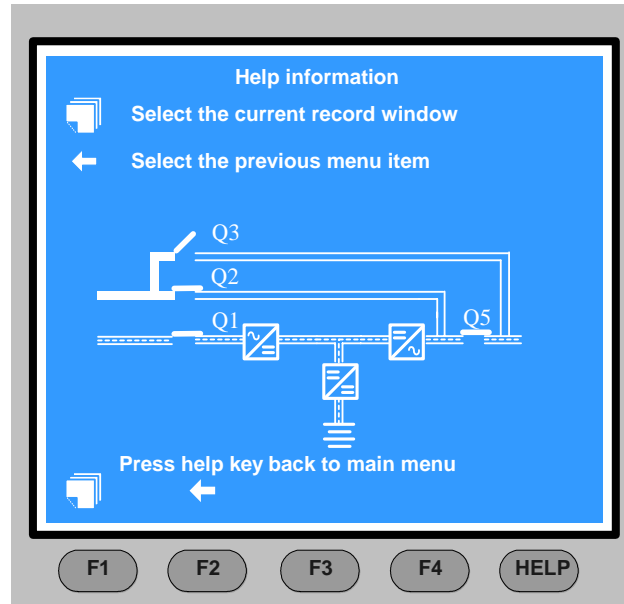 Help information
Select the current record window
Select the previous menu item
Q3
Q2
Q1
Q5
Press help key back to main menu
F1 F2 F3 F4 HELP